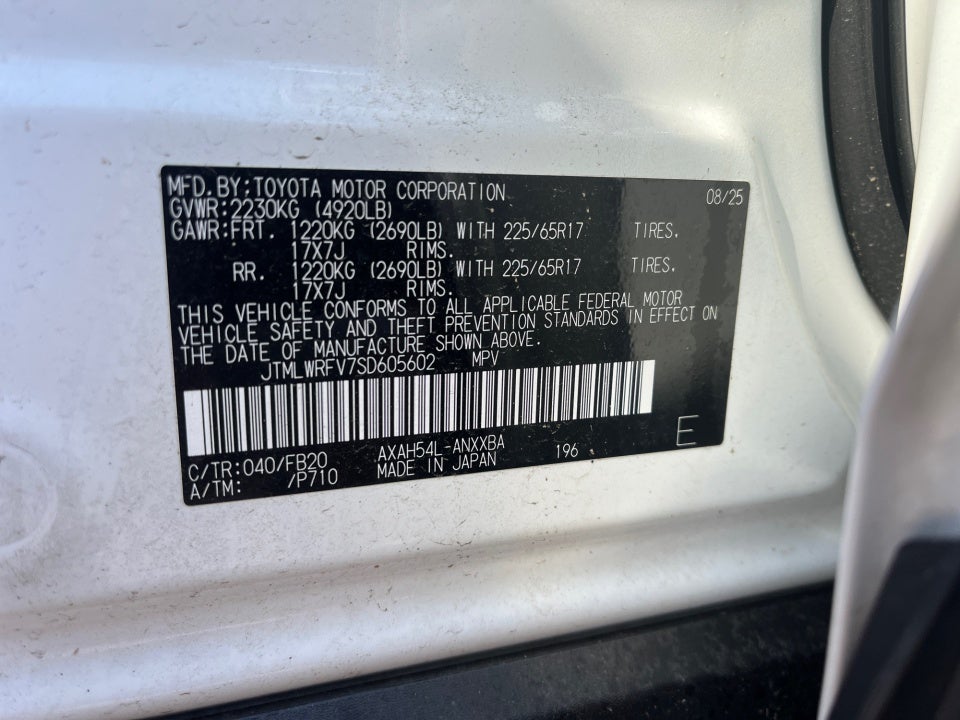 MFD.BY:TOYOTA MOTOR CORPORATION 08/25
GVWR:2230KG (4920LB)
GAWR:FRT. 1220KG (2690LB) WITH 225/65R17 TIRES.
17X7J RIMS.
RR. 1220KG (2690LB) WITH 225/65R17 TIRES.
17X7J RIMS.
THIS VEHICLE CONFORMS TO ALL APPLICABLE FEDERAL MOTOR
VEHICLE SAFETY AND THEFT PREVENTION STANDARDS IN EFFECT ON
THE DATE OF MANUFACTURE SHOWN ABOVE.
JTMLWRFV7SD605602 MPV
C/TR:040/FB20 AXAH54L-ANXXBA 196 E
A/TM: /P710 MADE IN JAPAN